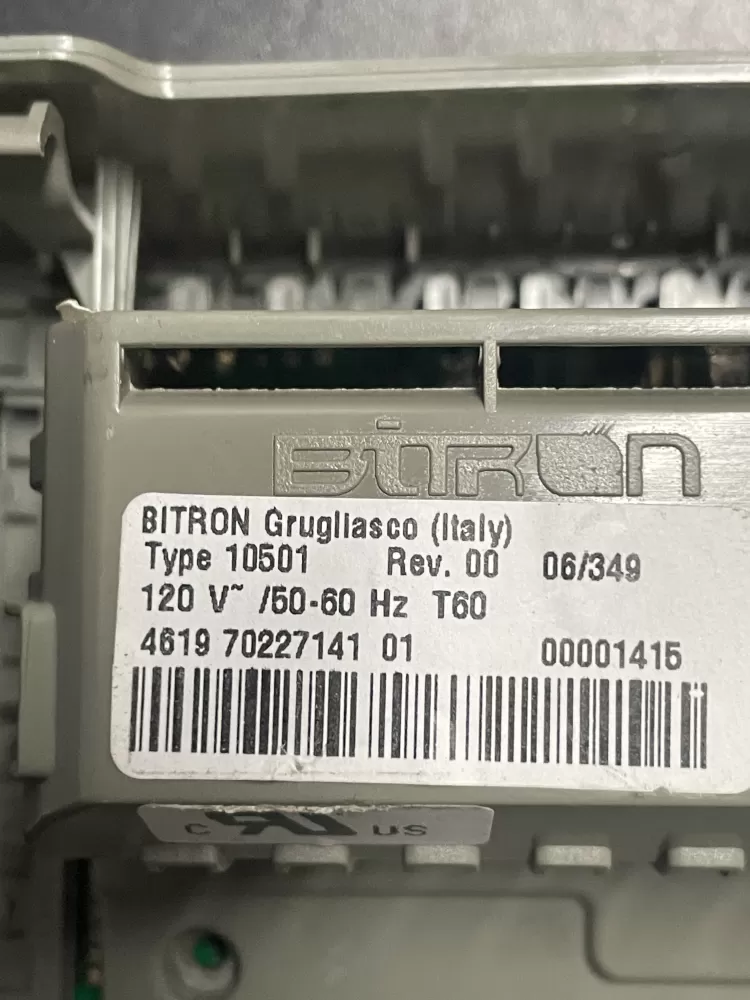 BITRON
BITRON Grugliasco (Italy)
Type 10501 Rev. 00 06/349
120 V~ /50-60 Hz T60
4619 70227141 01 00001415
C RU US